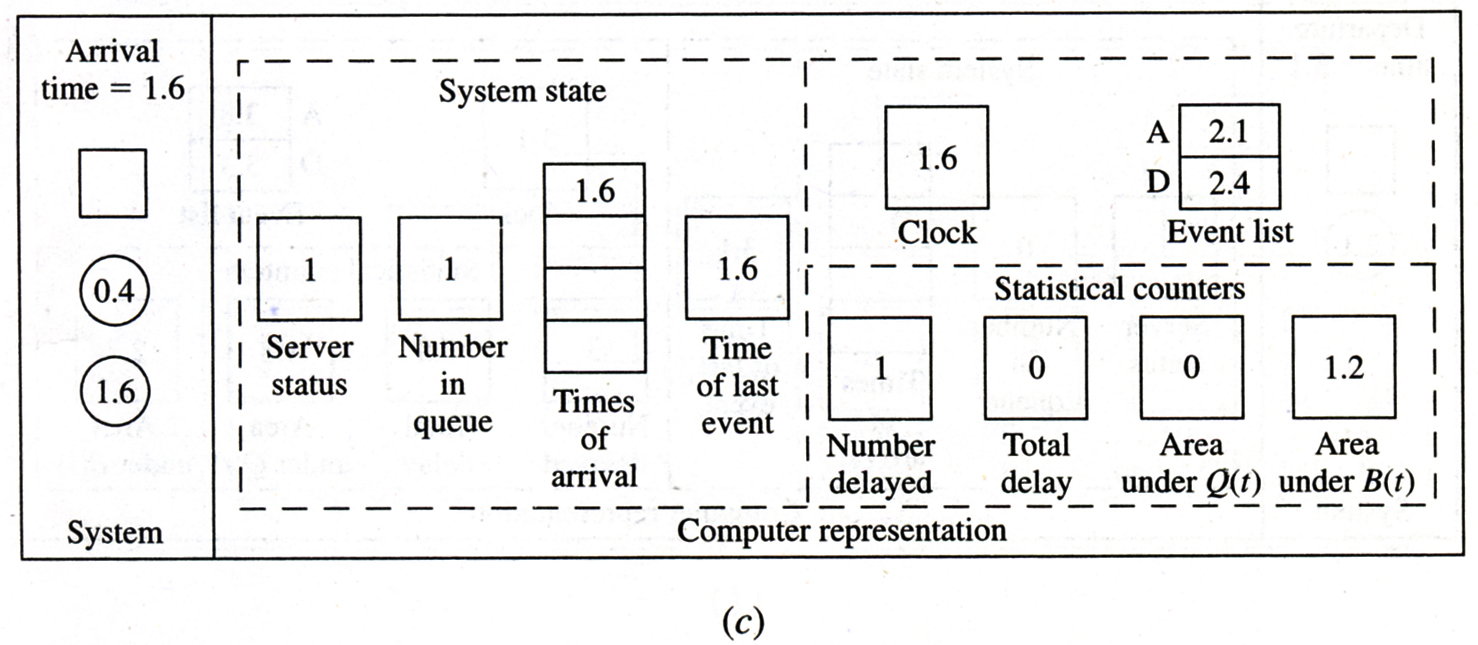 Arrival
time = 1.6
0.4
1.6
System
System state
1
Server
status
1
Number
in
queue
1.6
Times
of
arrival
1.6
Time
of last
event
1.6
Clock
A 2.1
D 2.4
Event list
Statistical counters
1
Number
delayed
0
Total
delay
0
Area
under Q(t)
1.2
Area
under B(t)
Computer representation
(c)